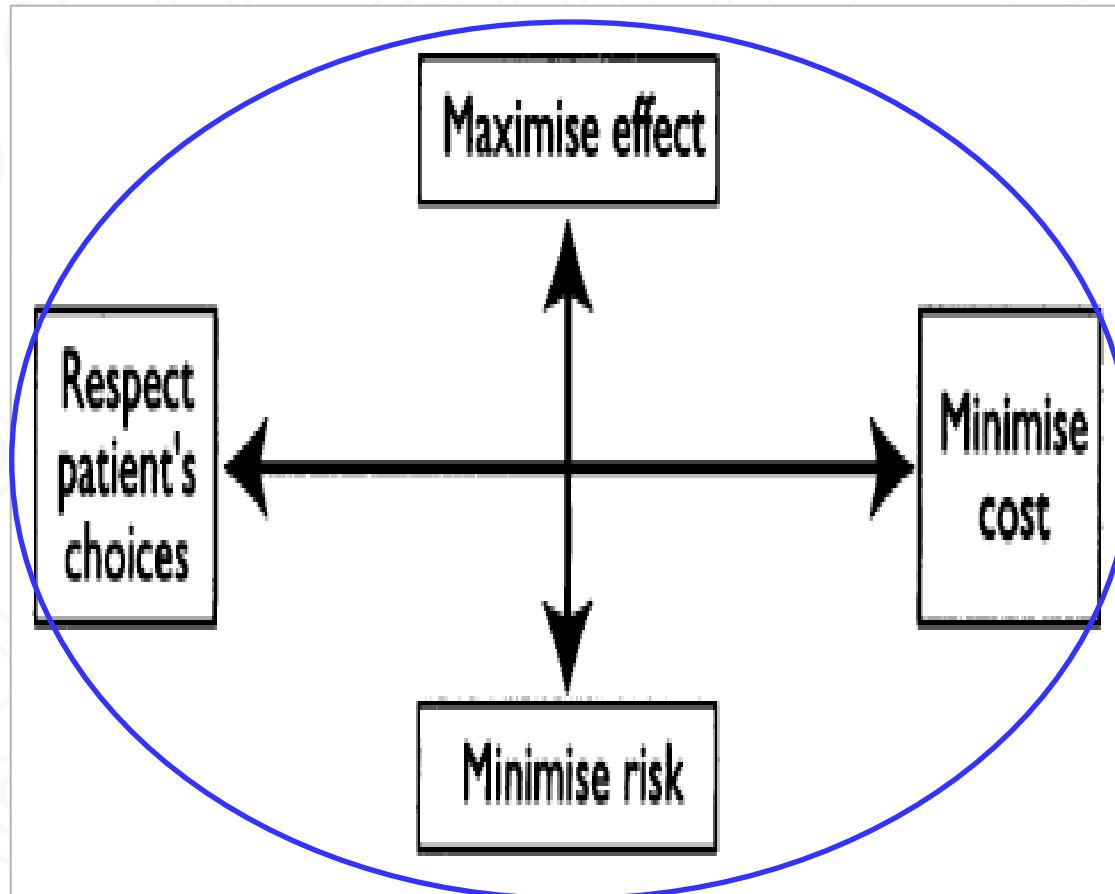 Maximise effect
Respect
patient's
choices
Minimise
cost
Minimise risk